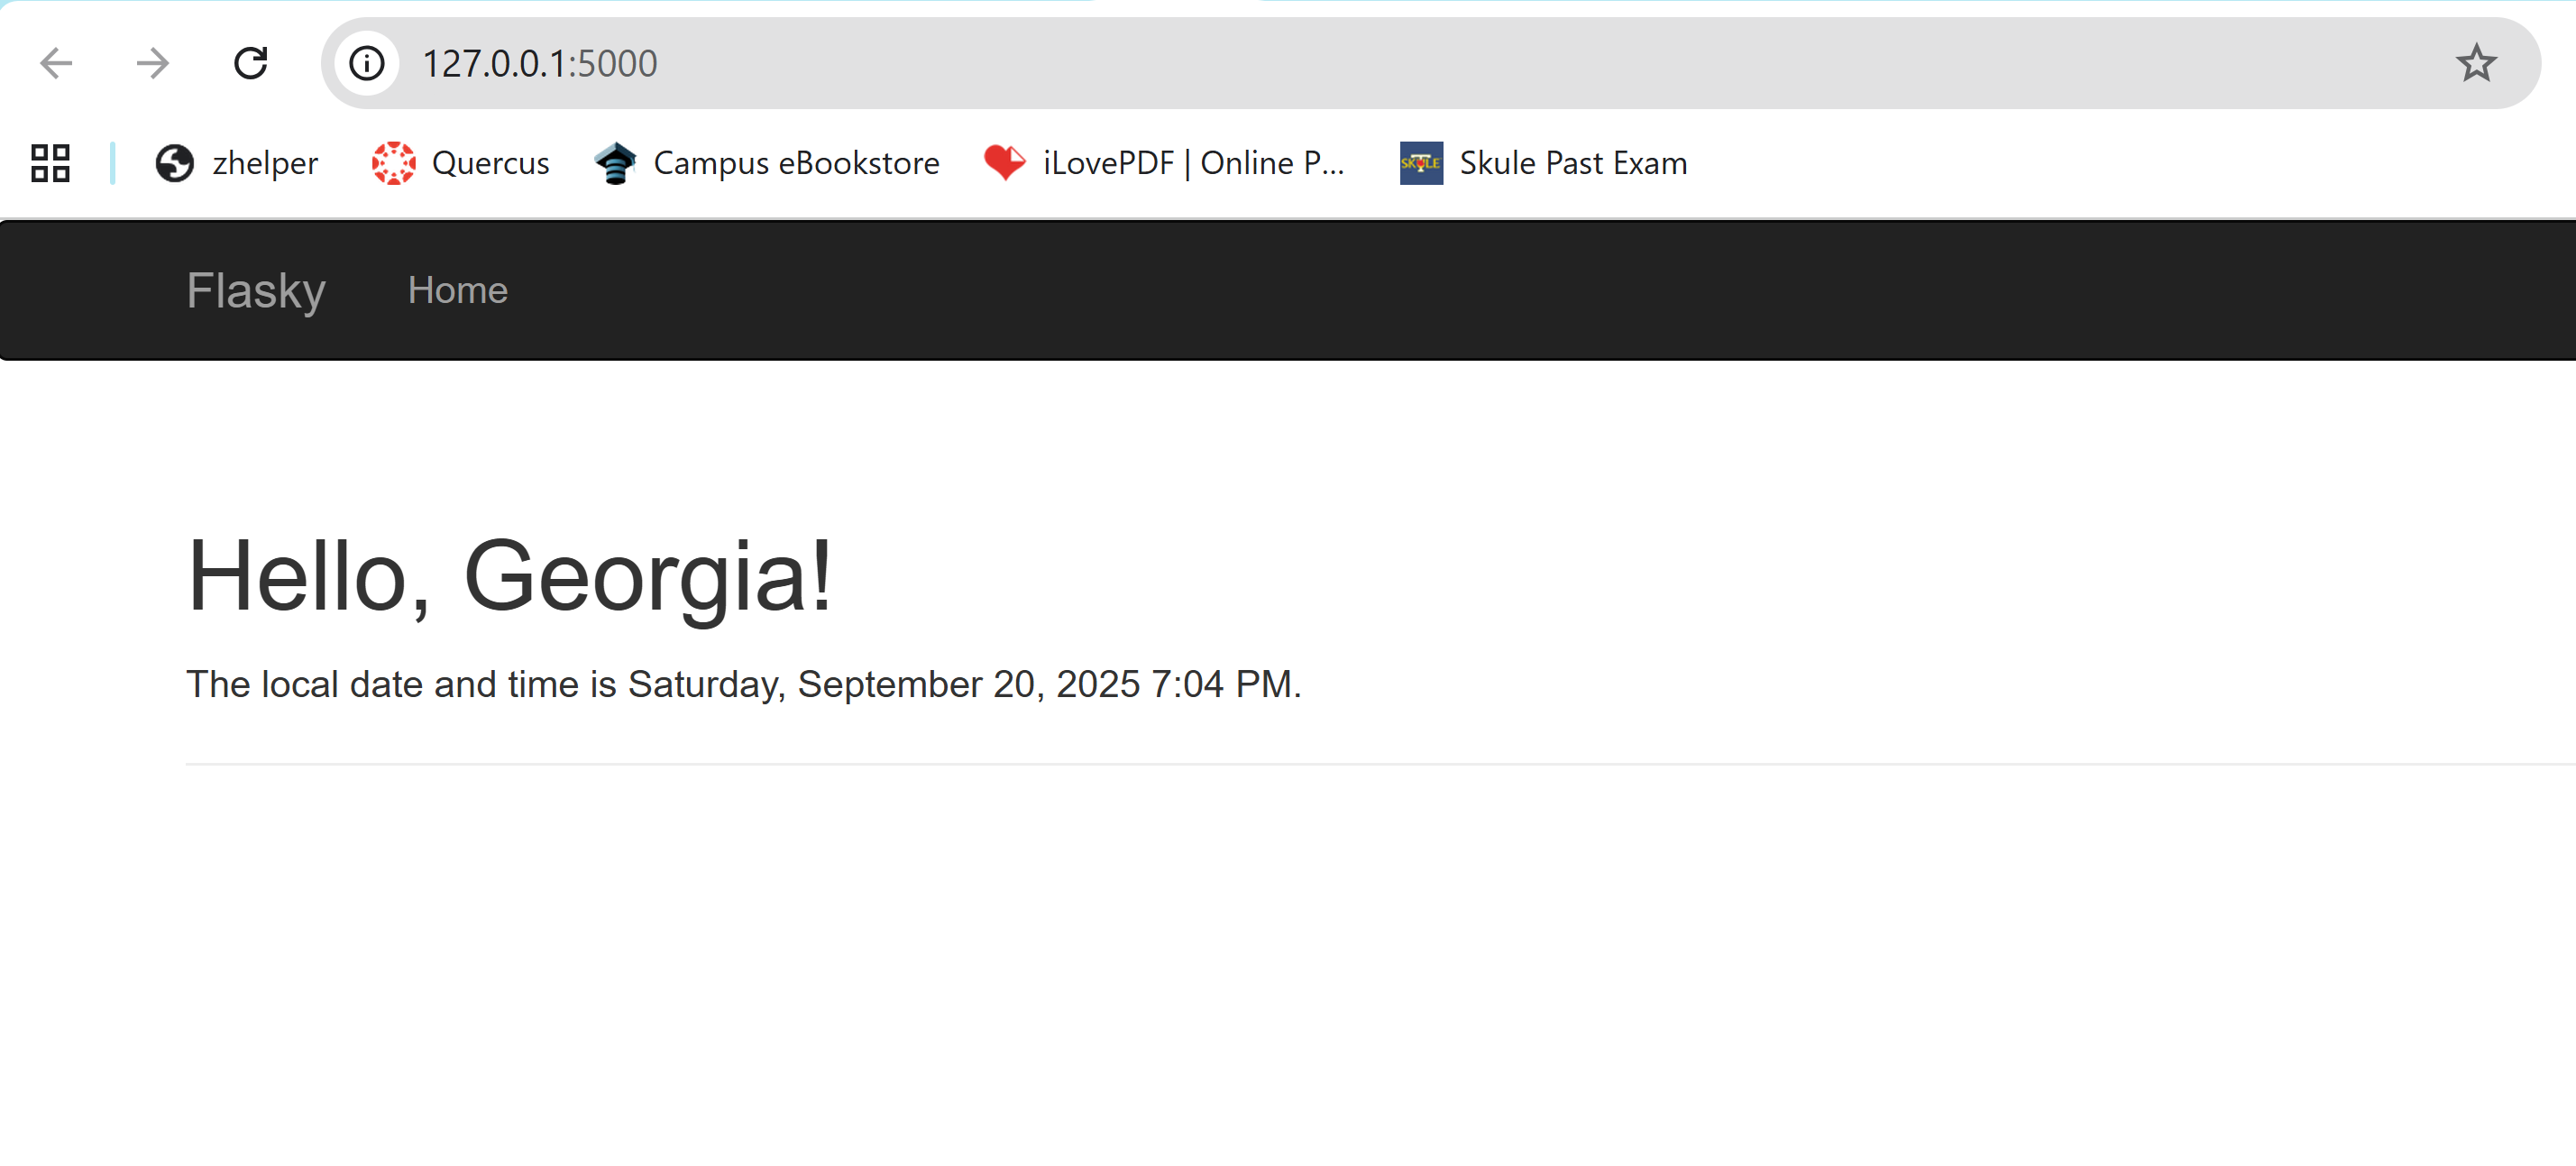 127.0.0.1:5000
zhelper Quercus Campus eBookstore iLovePDF | Online P... SKULE Skule Past Exam
Flasky Home
Hello, Georgia!
The local date and time is Saturday, September 20, 2025 7:04 PM.